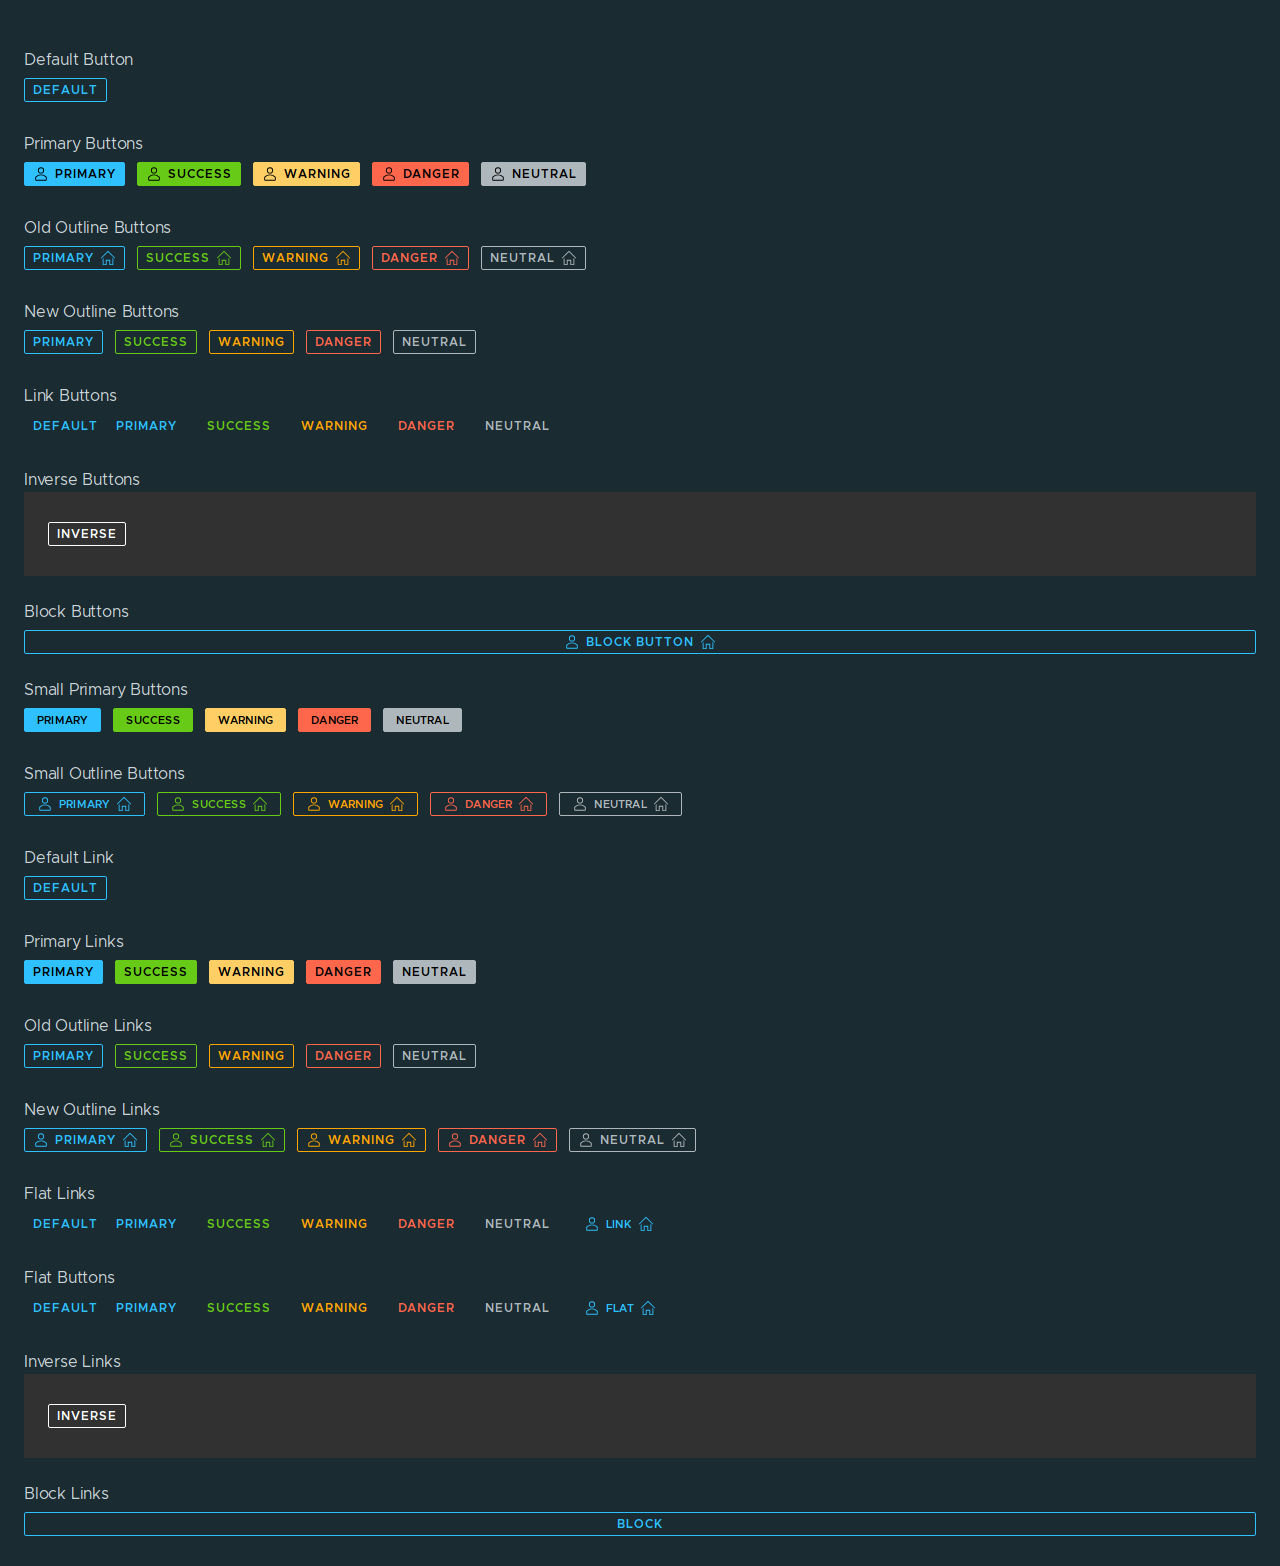 Default Button
DEFAULT
Primary Buttons
PRIMARY SUCCESS WARNING DANGER NEUTRAL
Old Outline Buttons
PRIMARY SUCCESS WARNING DANGER NEUTRAL
New Outline Buttons
PRIMARY SUCCESS WARNING DANGER NEUTRAL
Link Buttons
DEFAULT PRIMARY SUCCESS WARNING DANGER NEUTRAL
Inverse Buttons
INVERSE
Block Buttons
BLOCK BUTTON
Small Primary Buttons
PRIMARY SUCCESS WARNING DANGER NEUTRAL
Small Outline Buttons
PRIMARY SUCCESS WARNING DANGER NEUTRAL
Default Link
DEFAULT
Primary Links
PRIMARY SUCCESS WARNING DANGER NEUTRAL
Old Outline Links
PRIMARY SUCCESS WARNING DANGER NEUTRAL
New Outline Links
PRIMARY SUCCESS WARNING DANGER NEUTRAL
Flat Links
DEFAULT PRIMARY SUCCESS WARNING DANGER NEUTRAL LINK
Flat Buttons
DEFAULT PRIMARY SUCCESS WARNING DANGER NEUTRAL FLAT
Inverse Links
INVERSE
Block Links
BLOCK